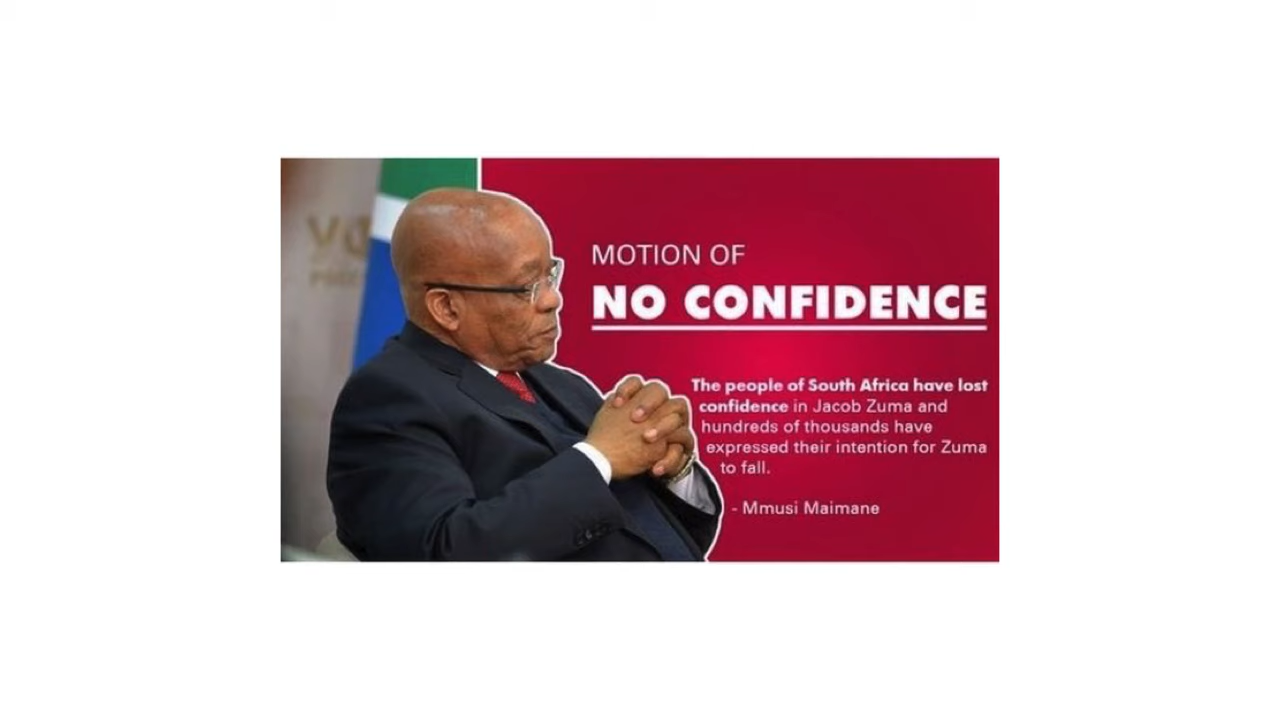 MOTION OF
NO CONFIDENCE
The people of South Africa have lost
confidence in Jacob Zuma and
hundreds of thousands have
expressed their intention for Zuma
to fall.
- Mmusi Maimane